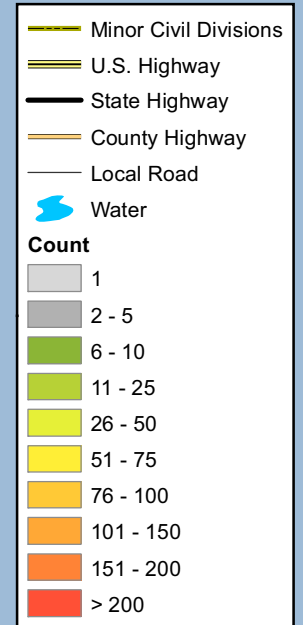 Minor Civil Divisions
U.S. Highway
State Highway
County Highway
Local Road
Water
Count
1
2 - 5
6 - 10
11 - 25
26 - 50
51 - 75
76 - 100
101 - 150
151 - 200
> 200